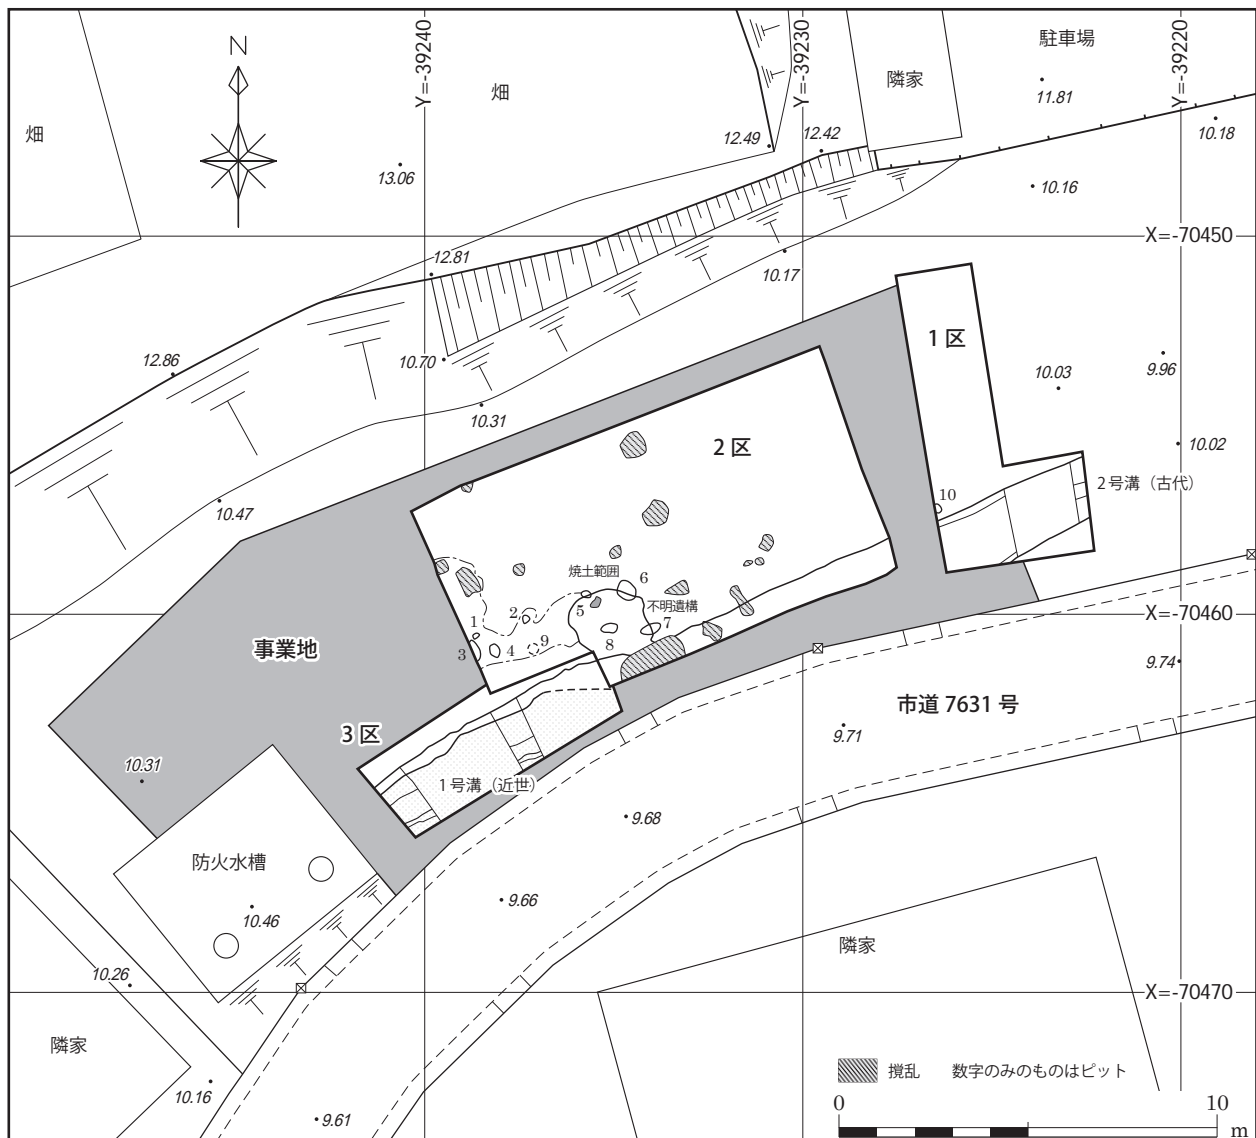 N
Y=-39240
Y=-39230
Y=-39220
駐車場
隣家
畑
畑
11.81
10.18
12.49
12.42
13.06
10.16
X=-70450
12.81
10.17
1区
12.86
10.70
10.03
9.96
10.31
2区
10.02
2号溝（古代）
10
10.47
焼土範囲
6
不明遺構
5
2
1
7
8
9
4
3
X=-70460
事業地
9.74
市道 7631 号
3区
9.71
10.31
1号溝（近世）
9.68
防火水槽
10.46
9.66
隣家
10.26
X=-70470
隣家
撹乱 数字のみのものはピット
10.16
9.61
0 10
m